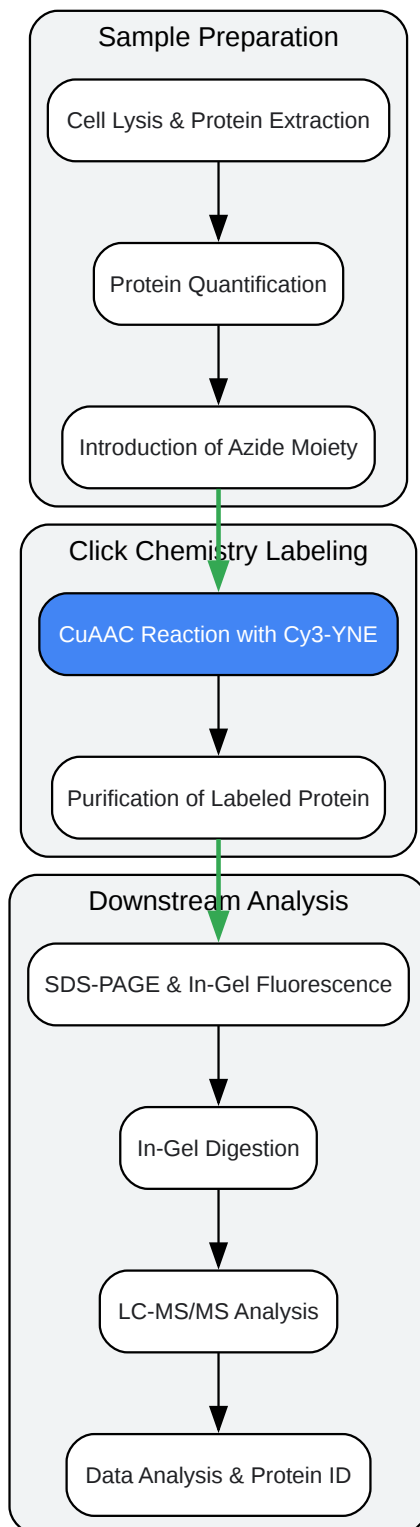 Sample Preparation
Cell Lysis & Protein Extraction
Protein Quantification
Introduction of Azide Moiety
Click Chemistry Labeling
CuAAC Reaction with Cy3-YNE
Purification of Labeled Protein
Downstream Analysis
SDS-PAGE & In-Gel Fluorescence
In-Gel Digestion
LC-MS/MS Analysis
Data Analysis & Protein ID